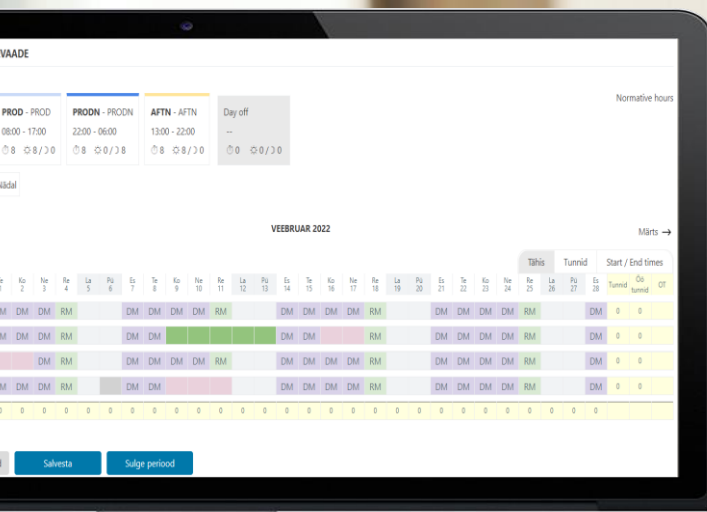 VAADE
Normative hours
PROD - PROD PRODN - PRODN AFTN - AFTN Day off
08:00 - 17:00 22:00 - 06:00 13:00 - 22:00 --
8 8 / 0 8 0 / 8 8 8 / 0 0 0 / 0
Nädal
VEEBRUAR 2022
Märts →
Tähis Tunnid Start / End times
Ko Ne Re La Pü Es Te Ko Ne Re La Pü Es Te Ko Ne Re La Pü Es Te Ko Ne Re La Pü Es Tunnid Öö tunnid OT
2 3 4 5 6 7 8 9 10 11 12 13 14 15 16 17 18 19 20 21 22 23 24 25 26 27 28
DM DM RM DM DM DM DM RM DM DM DM DM RM DM DM DM DM RM DM 0 0
DM DM RM DM DM DM DM RM DM DM DM DM RM DM 0 0
DM RM DM DM DM DM RM DM DM DM DM RM DM DM DM DM RM DM 0 0
DM DM RM DM DM DM DM DM DM RM DM DM DM DM RM DM 0 0
0 0 0 0 0 0 0 0 0 0 0 0 0 0 0 0 0 0 0 0 0 0 0 0 0 0 0 0
Salvesta Sulge periood